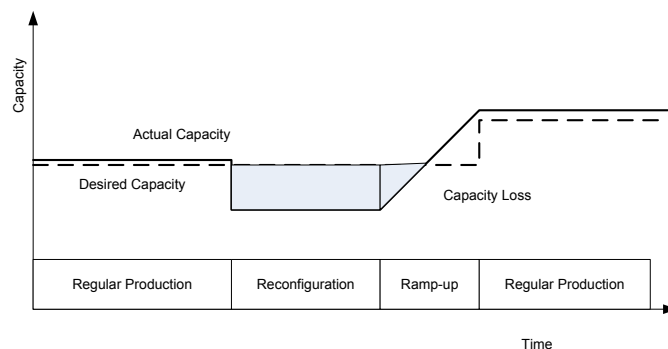 Capacity
Actual Capacity
Desired Capacity
Capacity Loss
Regular Production
Reconfiguration
Ramp-up
Regular Production
Time